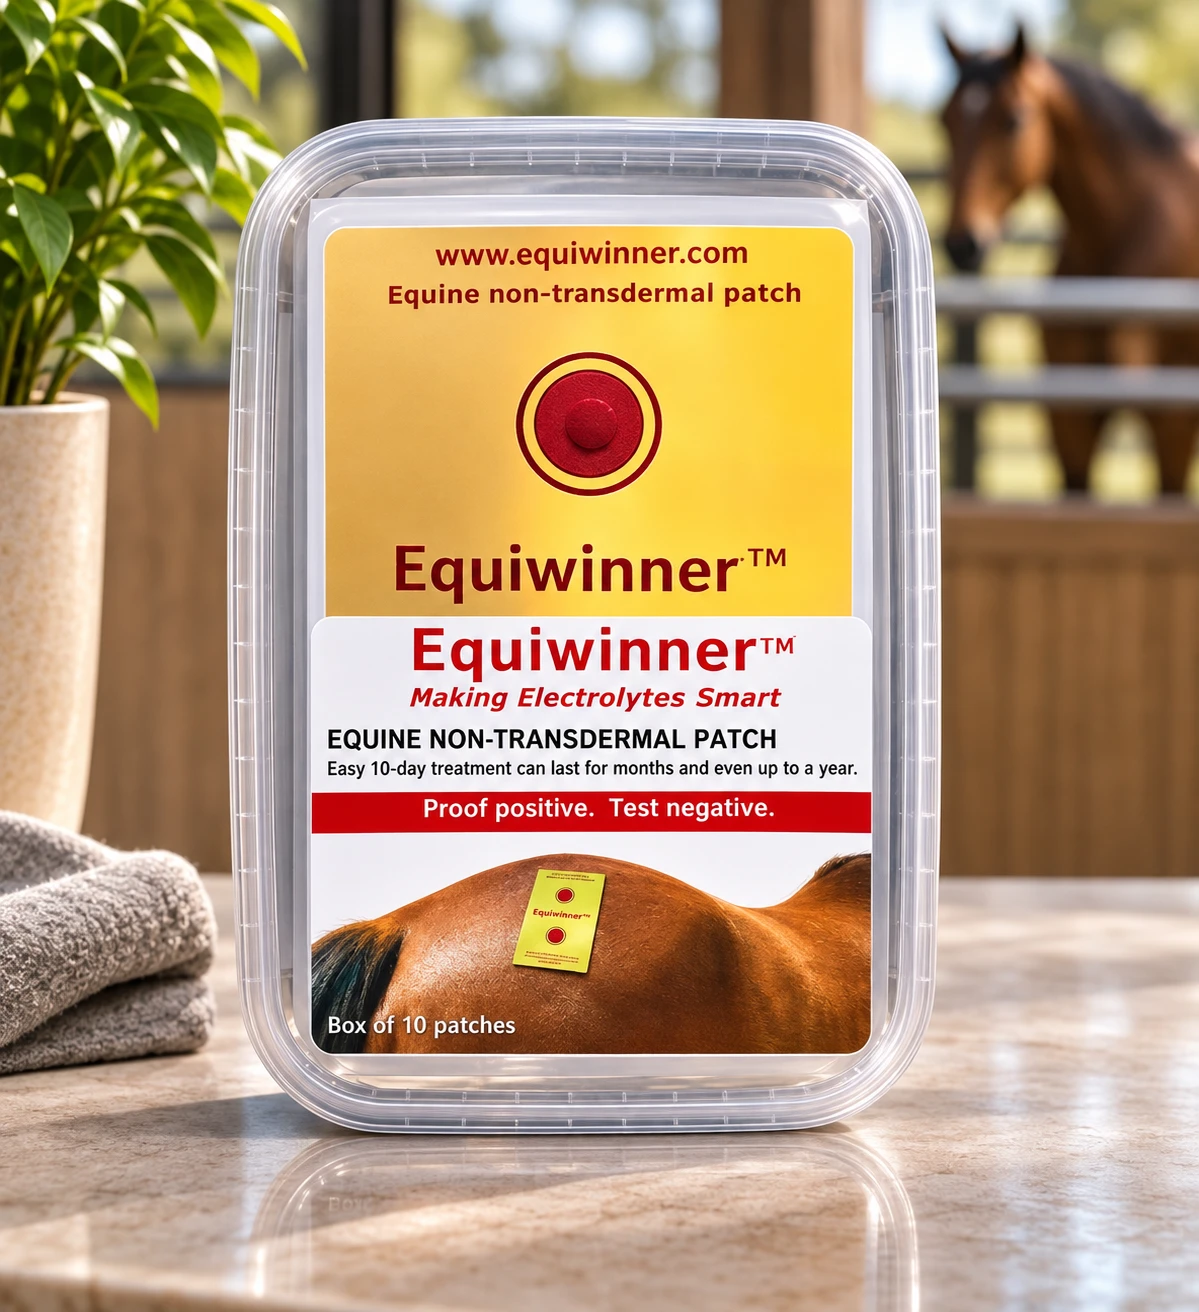 www.equiwinner.com
Equine non-transdermal patch
Equiwinner™
Equiwinner™
Making Electrolytes Smart
EQUINE NON-TRANSDERMAL PATCH
Easy 10-day treatment can last for months and even up to a year.
Proof positive. Test negative.
Equiwinner™
Box of 10 patches